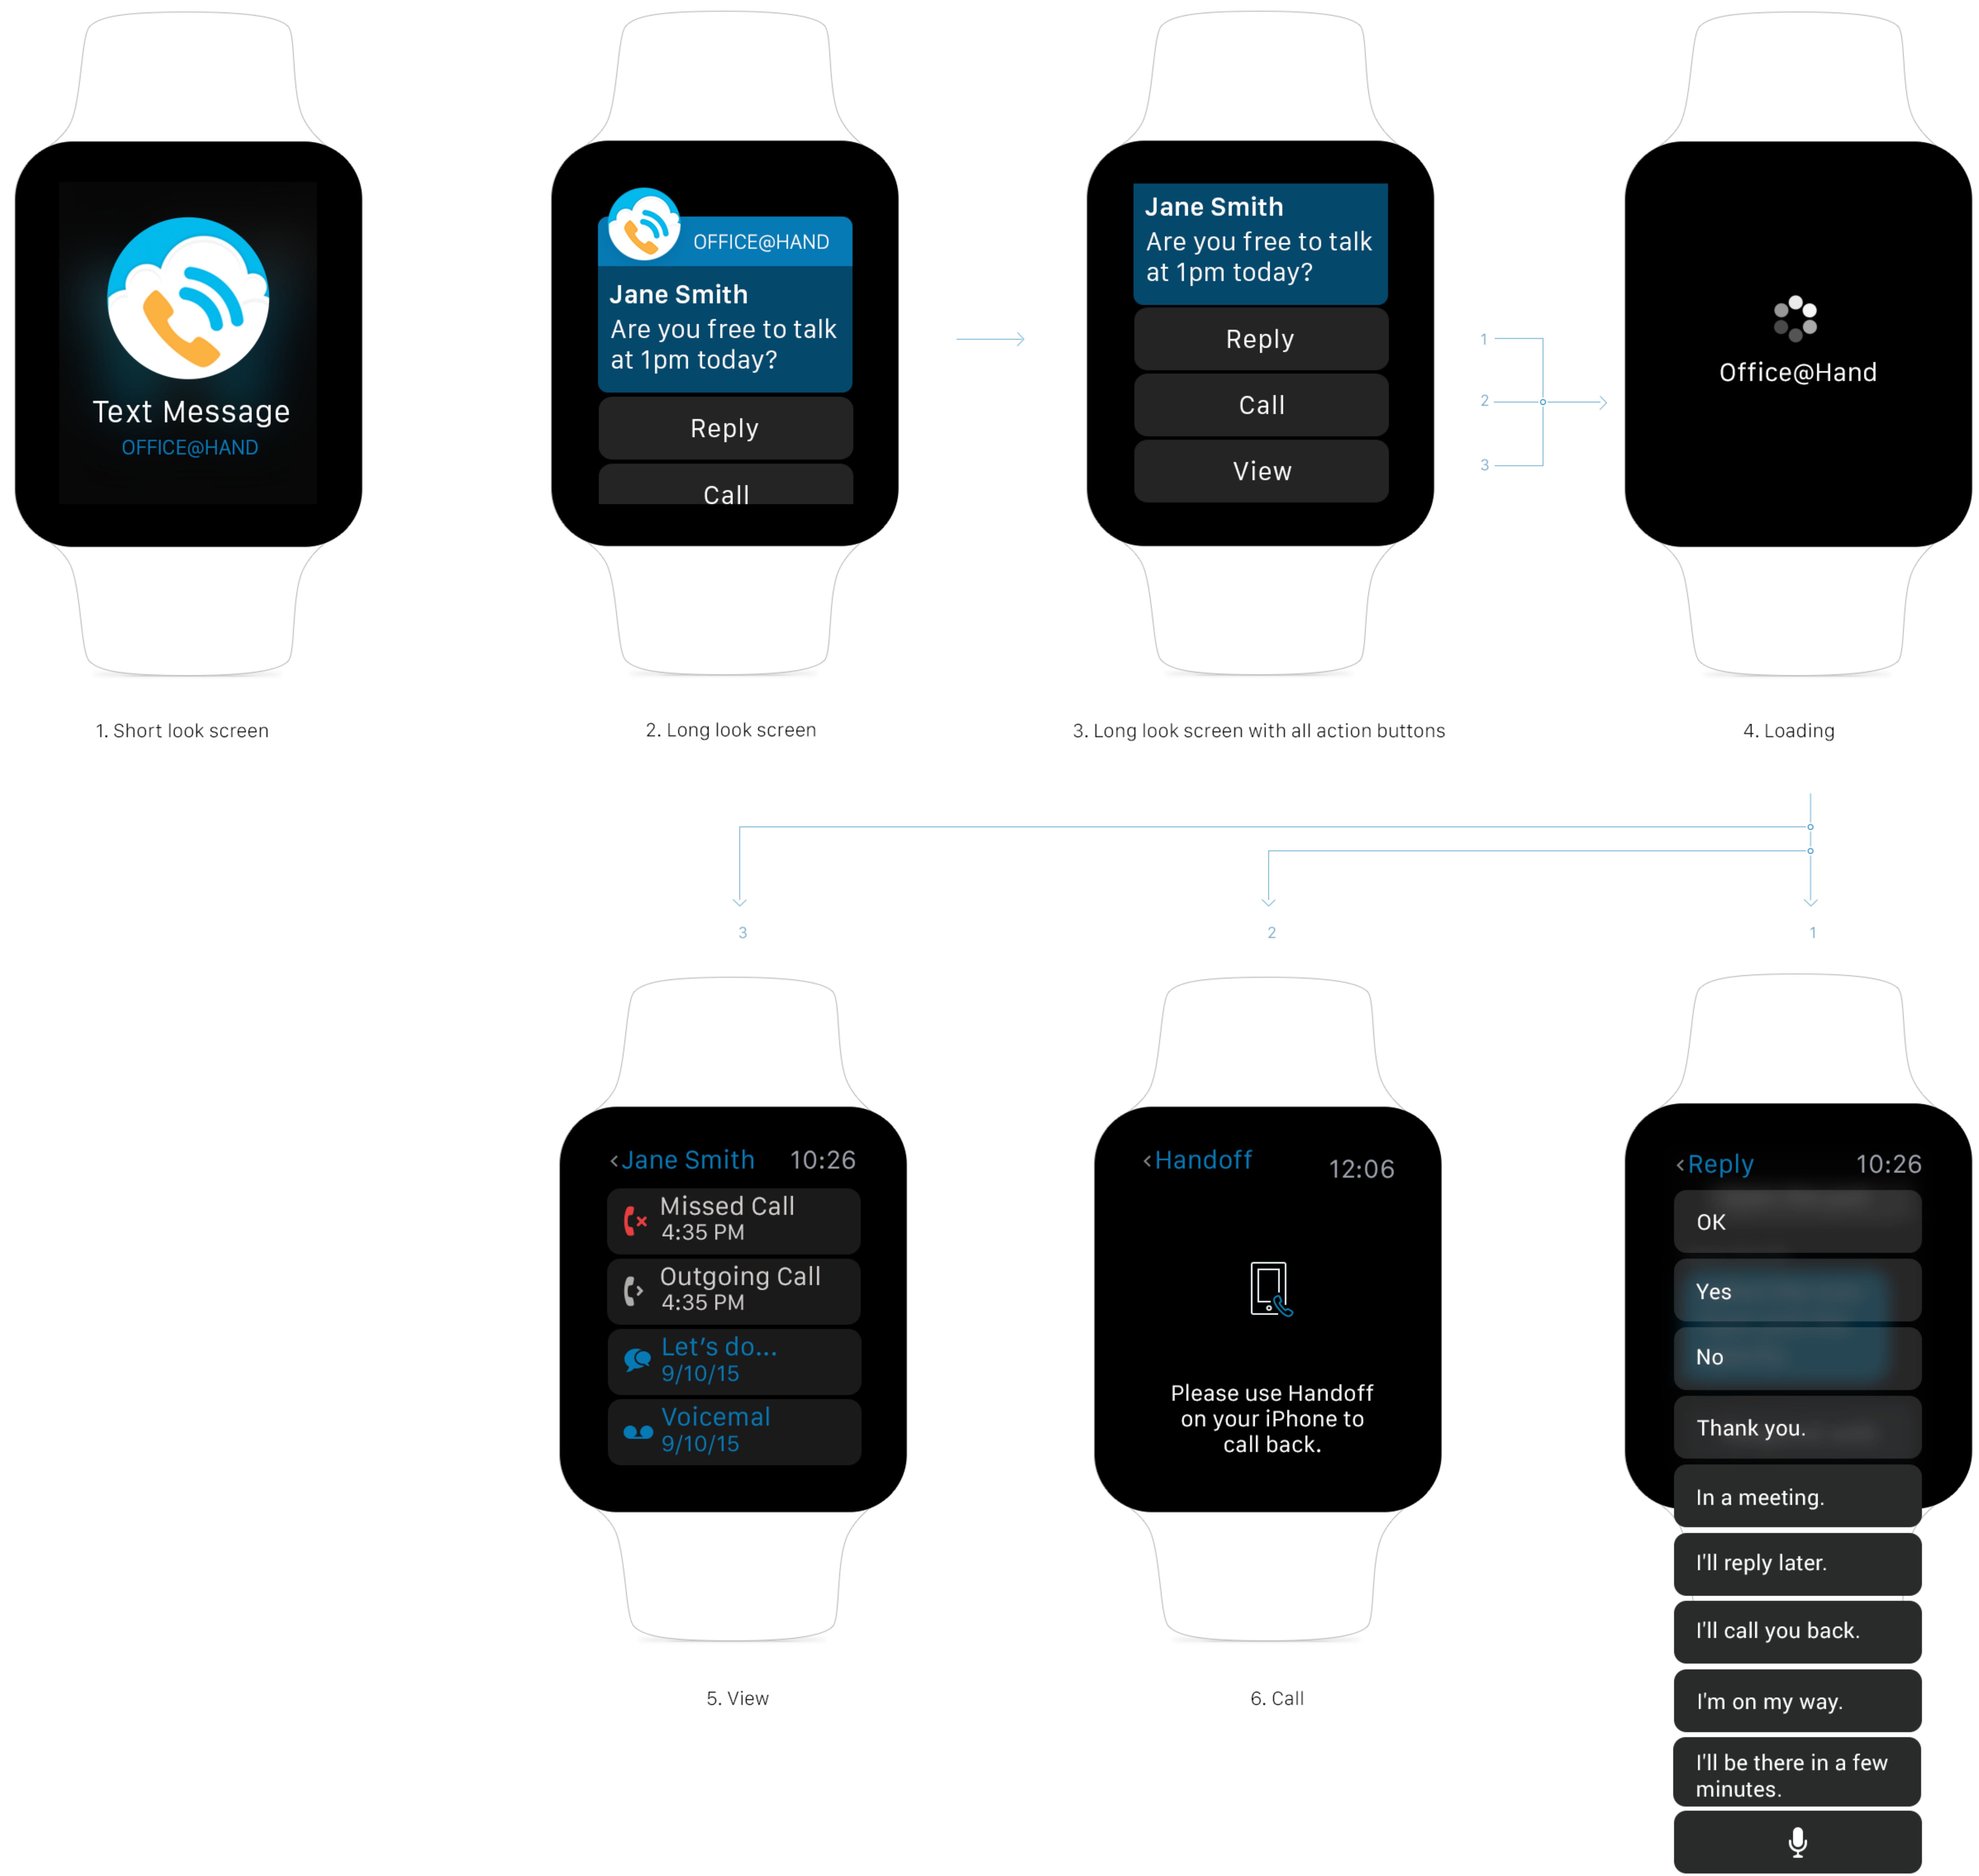 Text Message
OFFICE@HAND
OFFICE@HAND
Jane Smith
Are you free to talk
at 1pm today?
Reply
Call
Jane Smith
Are you free to talk
at 1pm today?
Reply
Call
View
1
2
3
Office@Hand
1. Short look screen
2. Long look screen
3. Long look screen with all action buttons
4. Loading
3
2
1
<Jane Smith 10:26
Missed Call
4:35 PM
Outgoing Call
4:35 PM
Let's do...
9/10/15
Voicemal
9/10/15
5. View
<Handoff 12:06
Please use Handoff
on your iPhone to
call back.
6. Call
<Reply 10:26
OK
Yes
No
Thank you.
In a meeting.
I'll reply later.
I'll call you back.
I'm on my way.
I'll be there in a few
minutes.